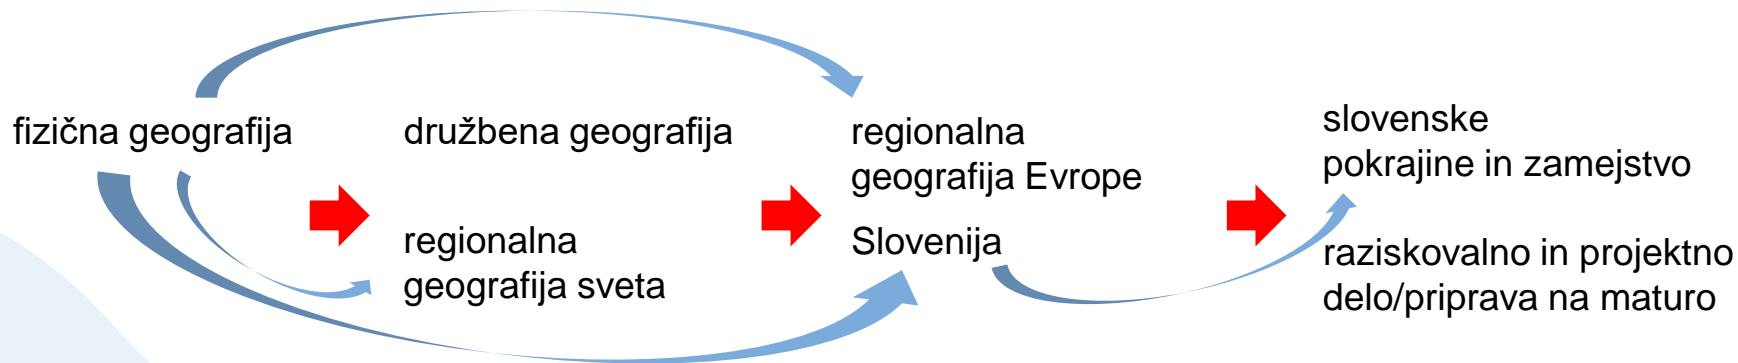 fizična geografija
družbena geografija
regionalna
geografija sveta
regionalna
geografija Evrope
Slovenija
slovenske
pokrajine in zamejstvo
raziskovalno in projektno
delo/priprava na maturo